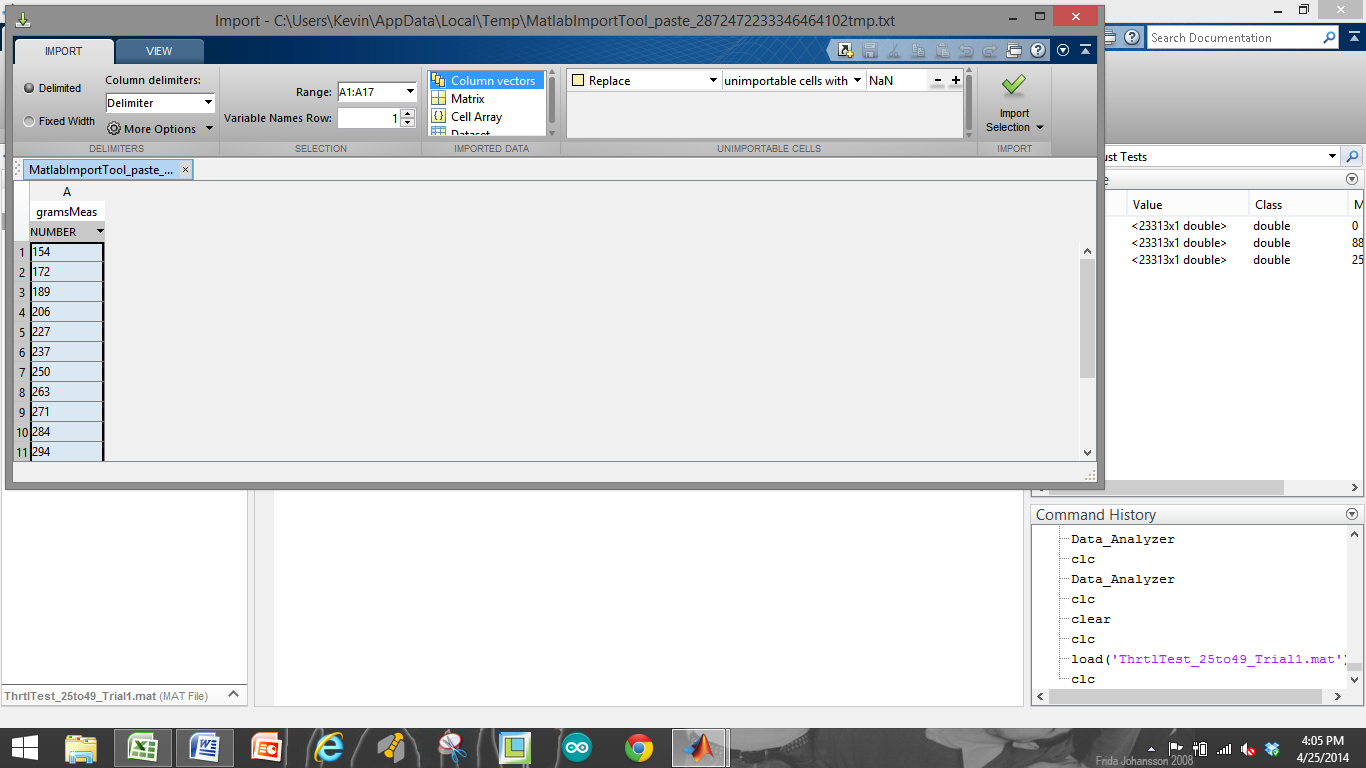 Import - C:\Users\Kevin\AppData\Local\Temp\MatlabImportTool_paste_2872472233346464102tmp.txt
IMPORT
VIEW
Search Documentation
Delimited
Fixed Width
Column delimiters:
Delimiter
More Options
DELIMITERS
Range:
A1:A17
Variable Names Row:
1
SELECTION
Column vectors
Matrix
Cell Array
Dataset
IMPORTED DATA
Replace
unimportable cells with
NaN
UNIMPORTABLE CELLS
Import
Selection
IMPORT
MatlabImportTool_paste_...
A
gramsMeas
NUMBER
1 154
2 172
3 189
4 206
5 227
6 237
7 250
8 263
9 271
10 284
11 294
ust Tests
e
Value Class M
<23313x1 double> double 0
<23313x1 double> double 88
<23313x1 double> double 25
Command History
Data_Analyzer
clc
Data_Analyzer
clc
clear
clc
load('ThrtlTest_25to49_Trial1.mat')
clc
ThrtlTest_25to49_Trial1.mat (MAT File)
Frida Johansson 2008
4:05 PM
4/25/2014